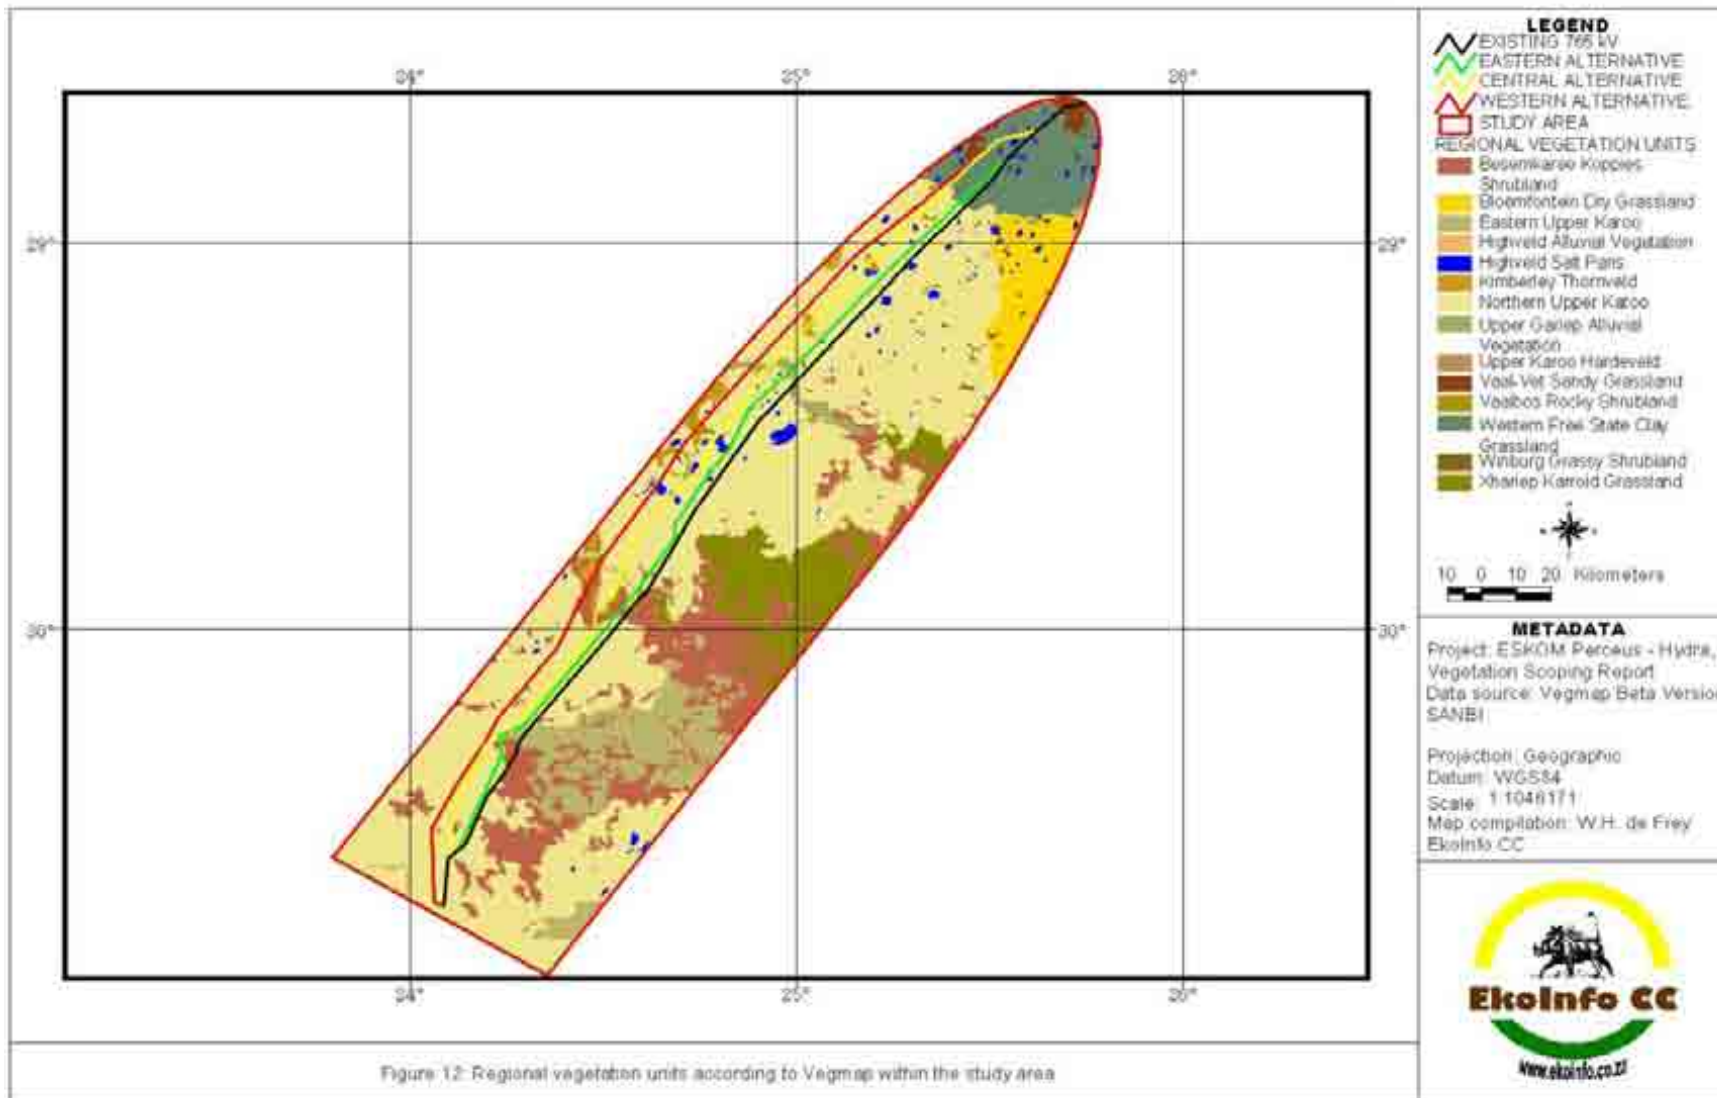 24°
25°
26°
29°
29°
30°
30°
24°
25°
26°
Figure 12: Regional vegetation units according to Vegmap within the study area
LEGEND
EXISTING 765 kV
EASTERN ALTERNATIVE
CENTRAL ALTERNATIVE
WESTERN ALTERNATIVE
STUDY AREA
REGIONAL VEGETATION UNITS
Besemkaree Koppies
Shrubland
Bloemfontein Dry Grassland
Eastern Upper Karoo
Highveld Alluvial Vegetation
Highveld Salt Pans
Kimberley Thornveld
Northern Upper Karoo
Upper Gariep Alluvial
Vegetation
Upper Karoo Hardeveld
Vaal-Vet Sandy Grassland
Vaalbos Rocky Shrubland
Western Free State Clay
Grassland
Winburg Grassy Shrubland
Xhariep Karroid Grassland
10 0 10 20 Kilometers
METADATA
Project: ESKOM Perceus - Hydra,
Vegetation Scoping Report
Data source: Vegmap Beta Version
SANBI
Projection: Geographic
Datum: WGS84
Scale: 1:1046171
Map compilation: W.H. de Frey
EkoInfo CC
EkoInfo CC
www.ekoinfo.co.za